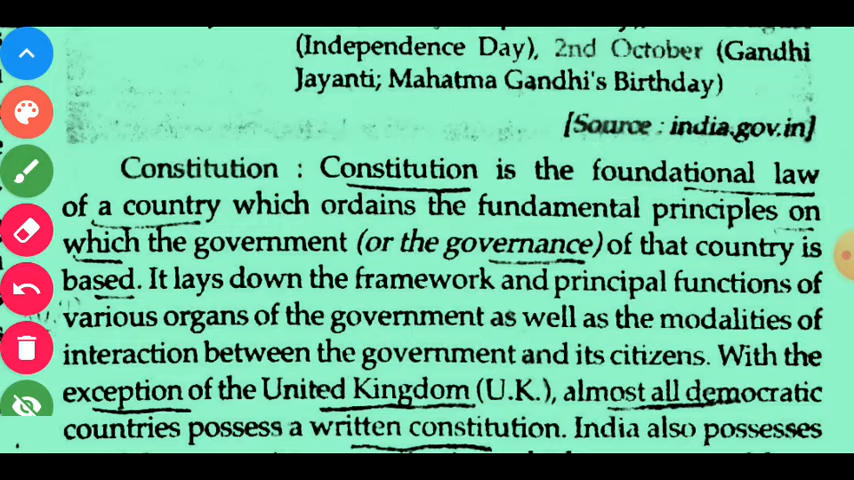 (Independence Day), 2nd October (Gandhi
Jayanti; Mahatma Gandhi's Birthday)
[Source : india.gov.in]
Constitution : Constitution is the foundational law
of a country which ordains the fundamental principles on
which the government (or the governance) of that country is
based. It lays down the framework and principal functions of
various organs of the government as well as the modalities of
interaction between the government and its citizens. With the
exception of the United Kingdom (U.K.), almost all democratic
countries possess a written constitution. India also possesses